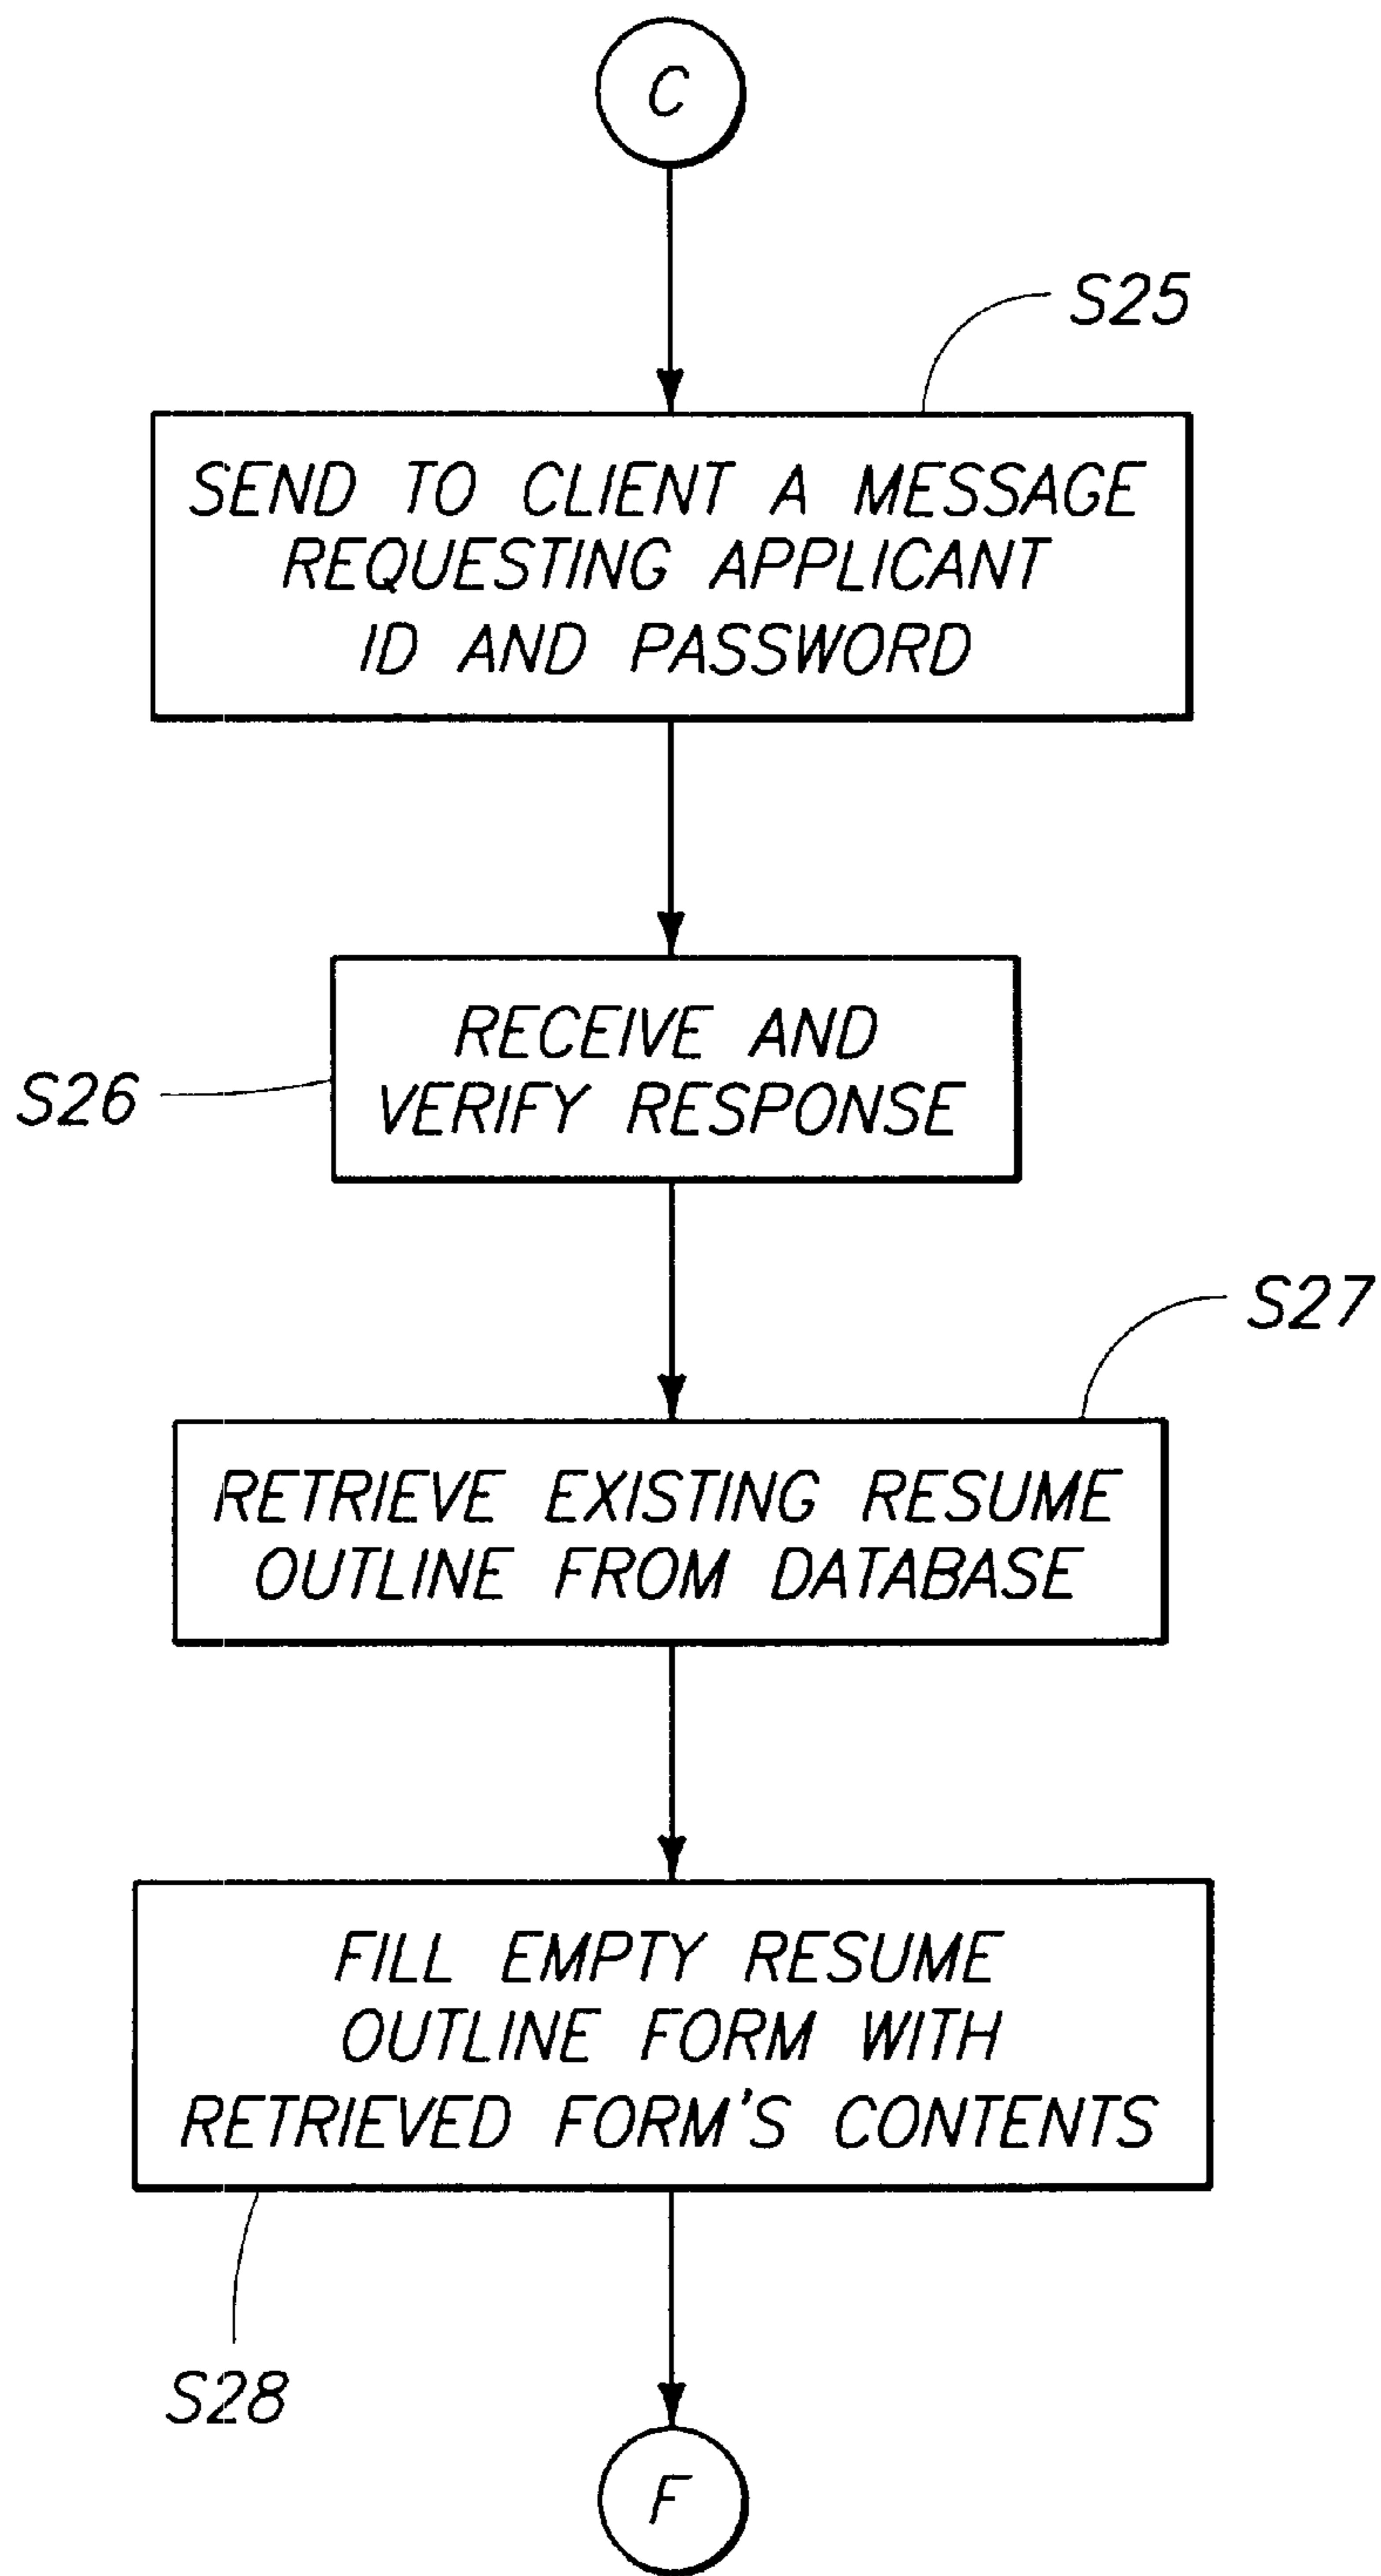 C
S25
SEND TO CLIENT A MESSAGE
REQUESTING APPLICANT
ID AND PASSWORD
RECEIVE AND
VERIFY RESPONSE
S26
S27
RETRIEVE EXISTING RESUME
OUTLINE FROM DATABASE
FILL EMPTY RESUME
OUTLINE FORM WITH
RETRIEVED FORM'S CONTENTS
S28
F